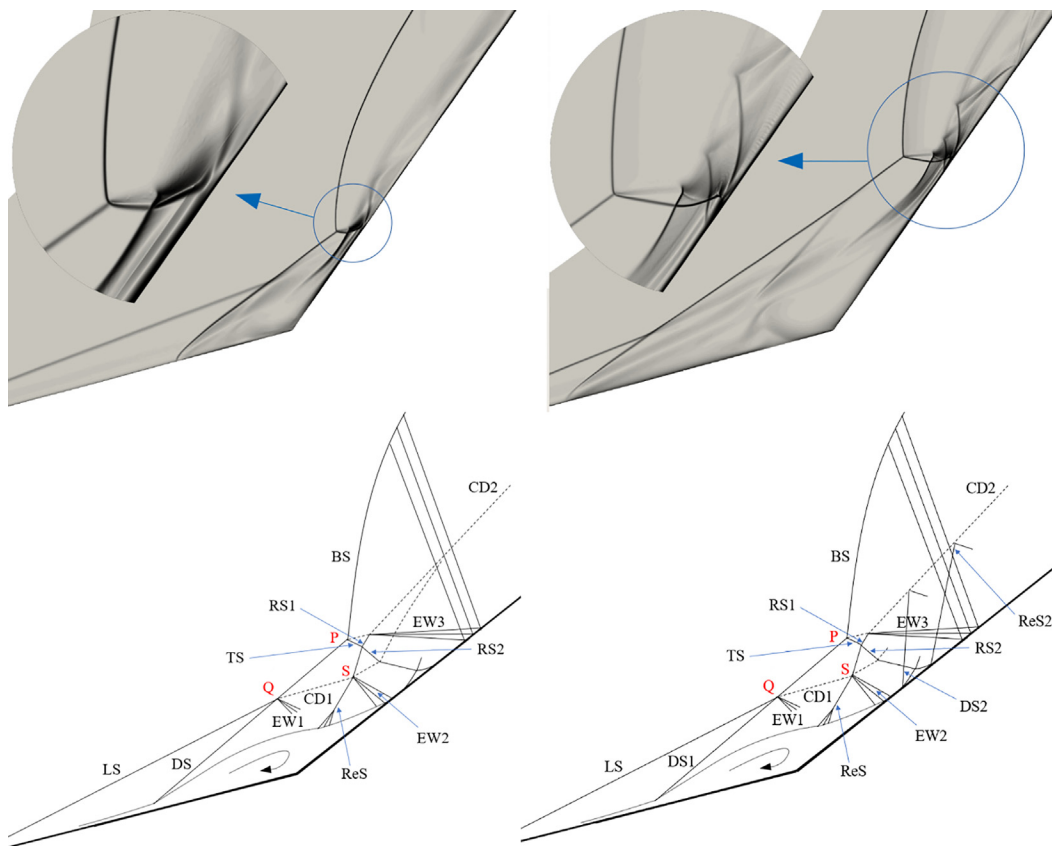 CD2
BS
RS1
EW3
P
TS
RS2
S
Q
CD1
EW1
EW2
DS
LS
ReS
CD2
BS
RS1
ReS2
EW3
P
TS
RS2
S
Q
DS2
CD1
EW1
EW2
DS1
LS
ReS